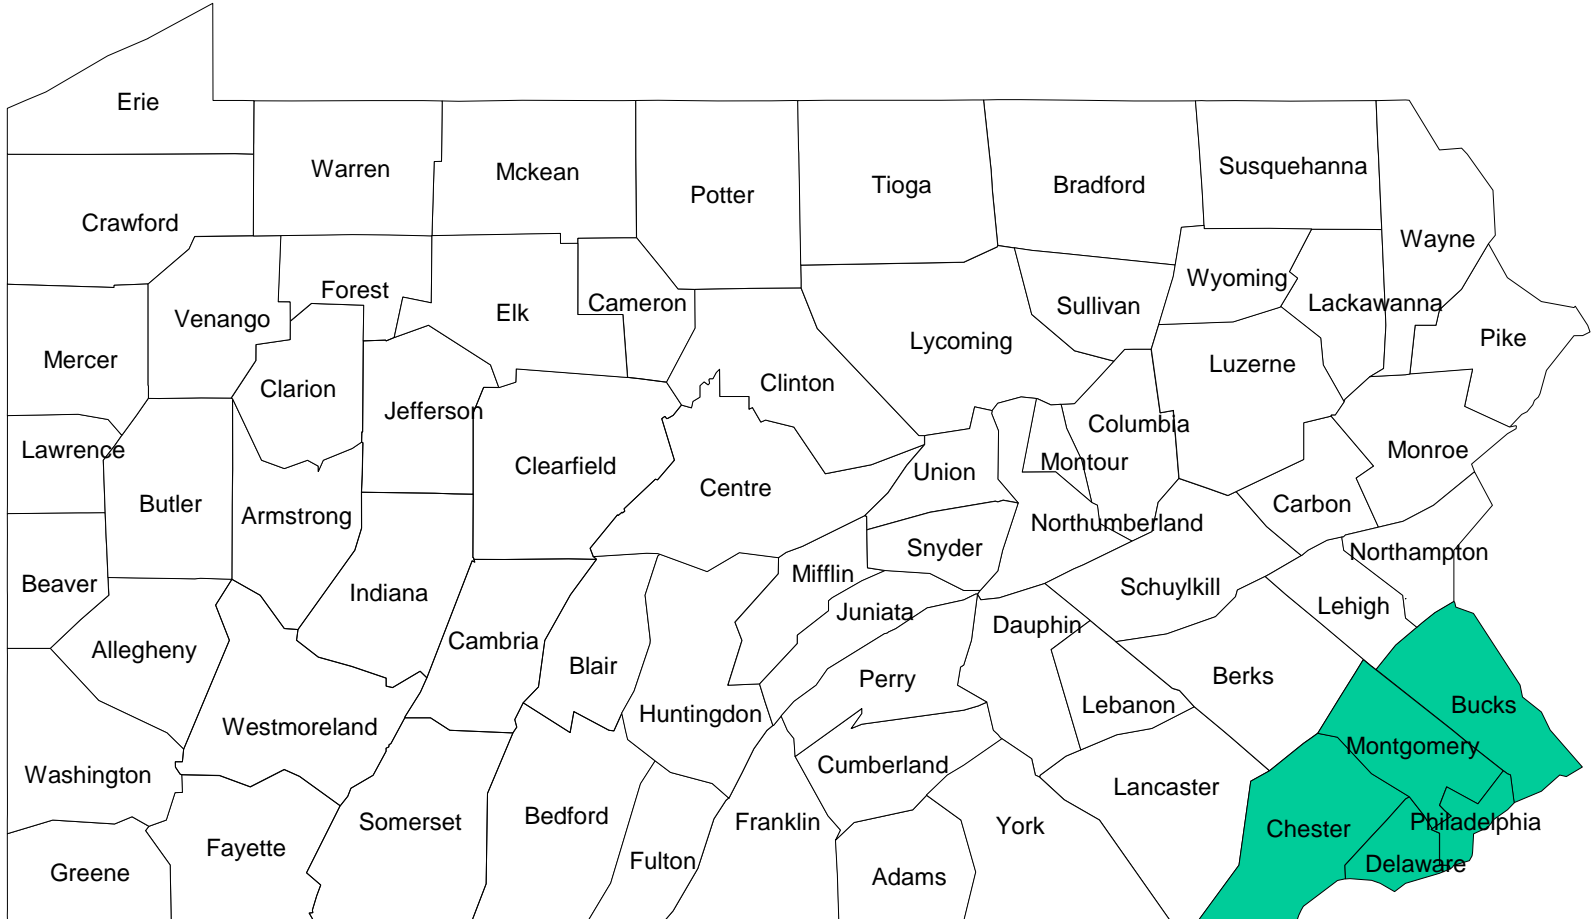 Erie
Warren
Mckean
Potter
Tioga
Bradford
Susquehanna
Crawford
Wayne
Forest
Venango
Elk
Cameron
Sullivan
Wyoming
Lackawanna
Mercer
Lycoming
Pike
Clarion
Jefferson
Clinton
Luzerne
Lawrence
Columbia
Clearfield
Centre
Union
Montour
Monroe
Butler
Armstrong
Carbon
Northumberland
Snyder
Northampton
Beaver
Indiana
Mifflin
Juniata
Schuylkill
Lehigh
Dauphin
Allegheny
Cambria
Blair
Perry
Berks
Huntingdon
Lebanon
Bucks
Westmoreland
Montgomery
Washington
Cumberland
Lancaster
Somerset
Bedford
Franklin
York
Chester
Philadelphia
Fayette
Fulton
Delaware
Greene
Adams